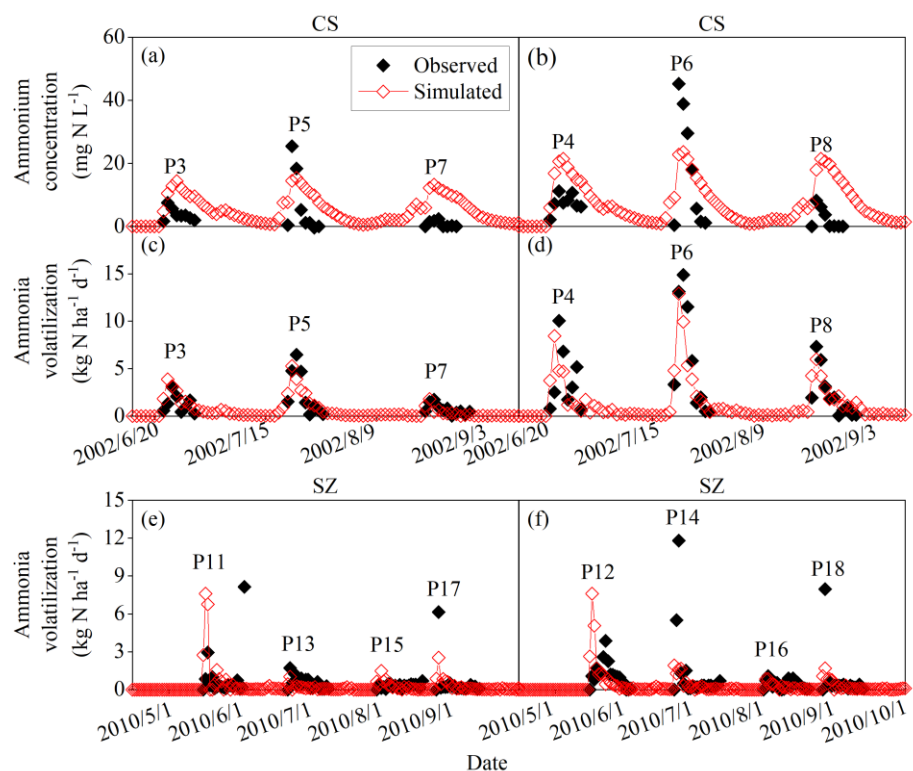 CS CS
(a) (b)
Observed
Simulated
Ammonium
concentration
(mg N L⁻¹)
60
40
20
0
P3 P5 P7 P4 P6 P8
(c) (d)
Ammonia
volatilization
(kg N ha⁻¹ d⁻¹)
15
10
5
0
P3 P5 P7 P4 P6 P8
2002/6/20 2002/7/15 2002/8/9 2002/9/3 2002/6/20 2002/7/15 2002/8/9 2002/9/3
SZ SZ
(e) (f)
Ammonia
volatilization
(kg N ha⁻¹ d⁻¹)
15
12
9
6
3
0
P11 P13 P15 P17 P12 P14 P16 P18
2010/5/1 2010/6/1 2010/7/1 2010/8/1 2010/9/1 2010/5/1 2010/6/1 2010/7/1 2010/8/1 2010/9/1 2010/10/1
Date